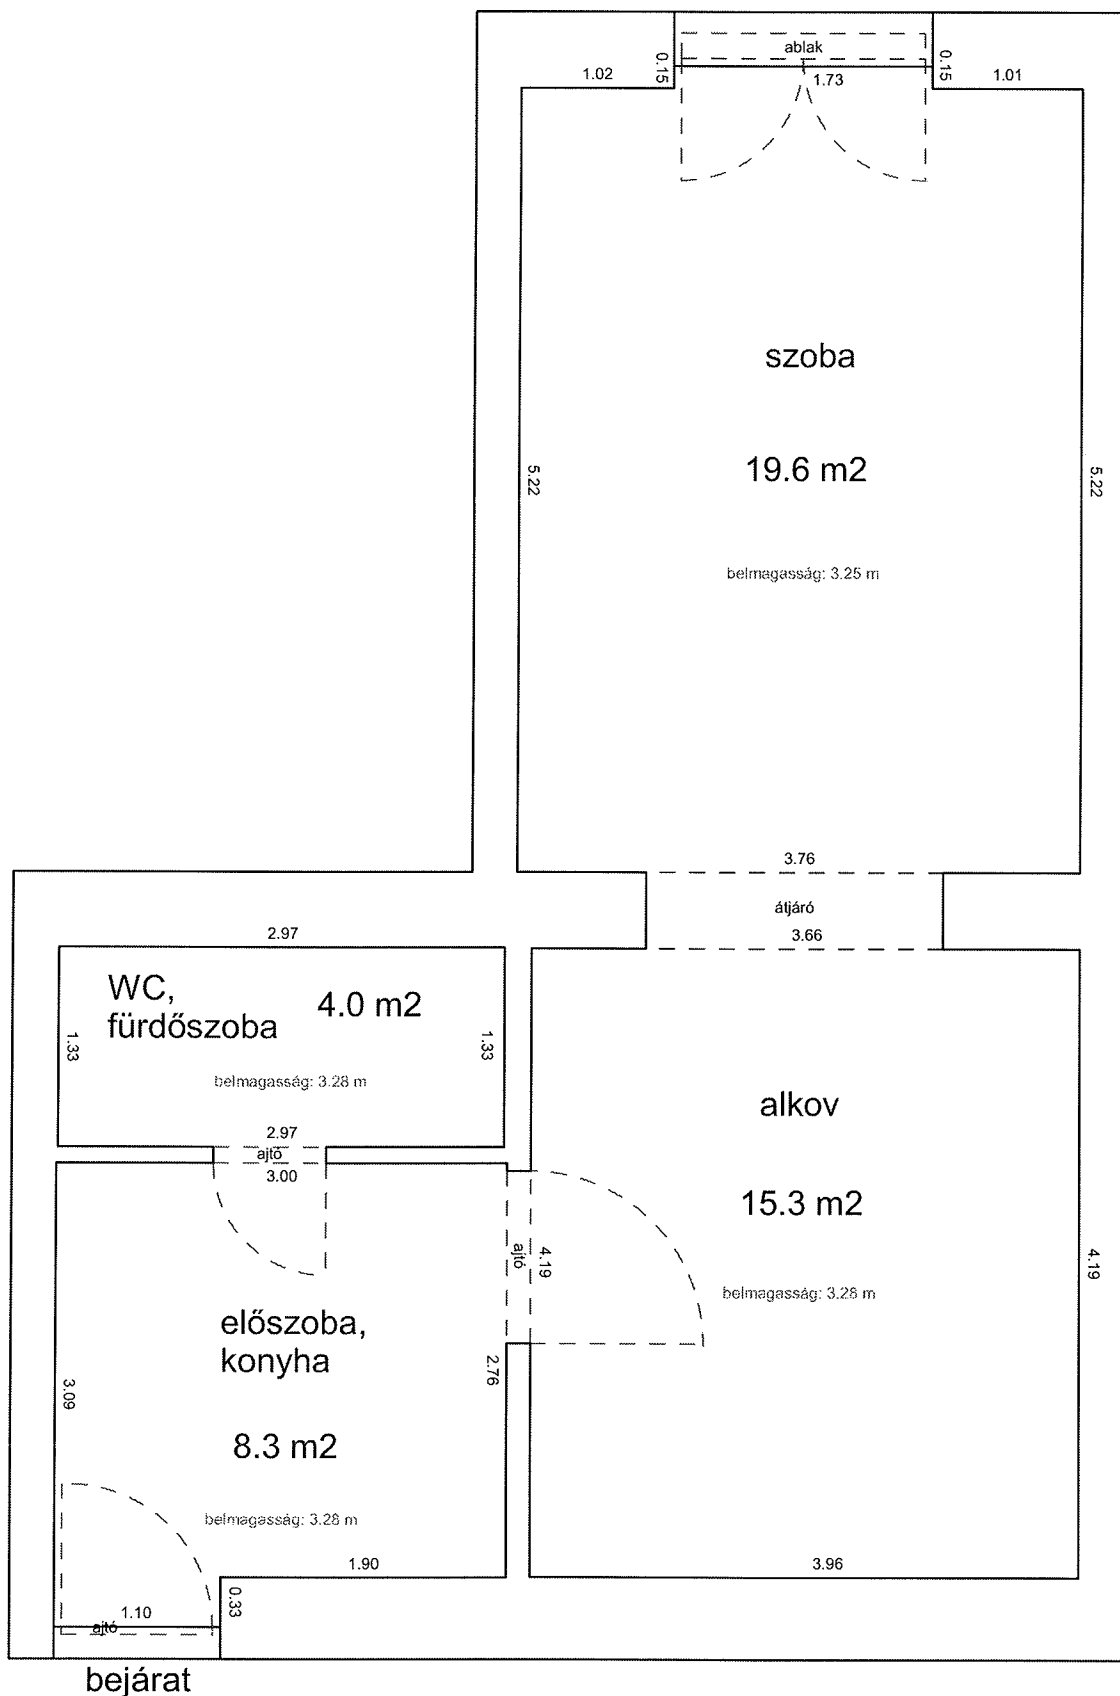 ablak
0.15
0.15
1.02
1.73
1.01
szoba
19.6 m2
5.22
5.22
belmagasság: 3.25 m
3.76
átjáró
3.66
2.97
WC,
fürdőszoba
4.0 m2
1.33
1.33
belmagasság: 3.28 m
2.97
ajtó
3.00
alkov
15.3 m2
ajtó
4.19
4.19
belmagasság: 3.28 m
előszoba,
konyha
2.76
3.09
8.3 m2
belmagasság: 3.28 m
1.90
3.96
0.33
1.10
ajtó
bejárat